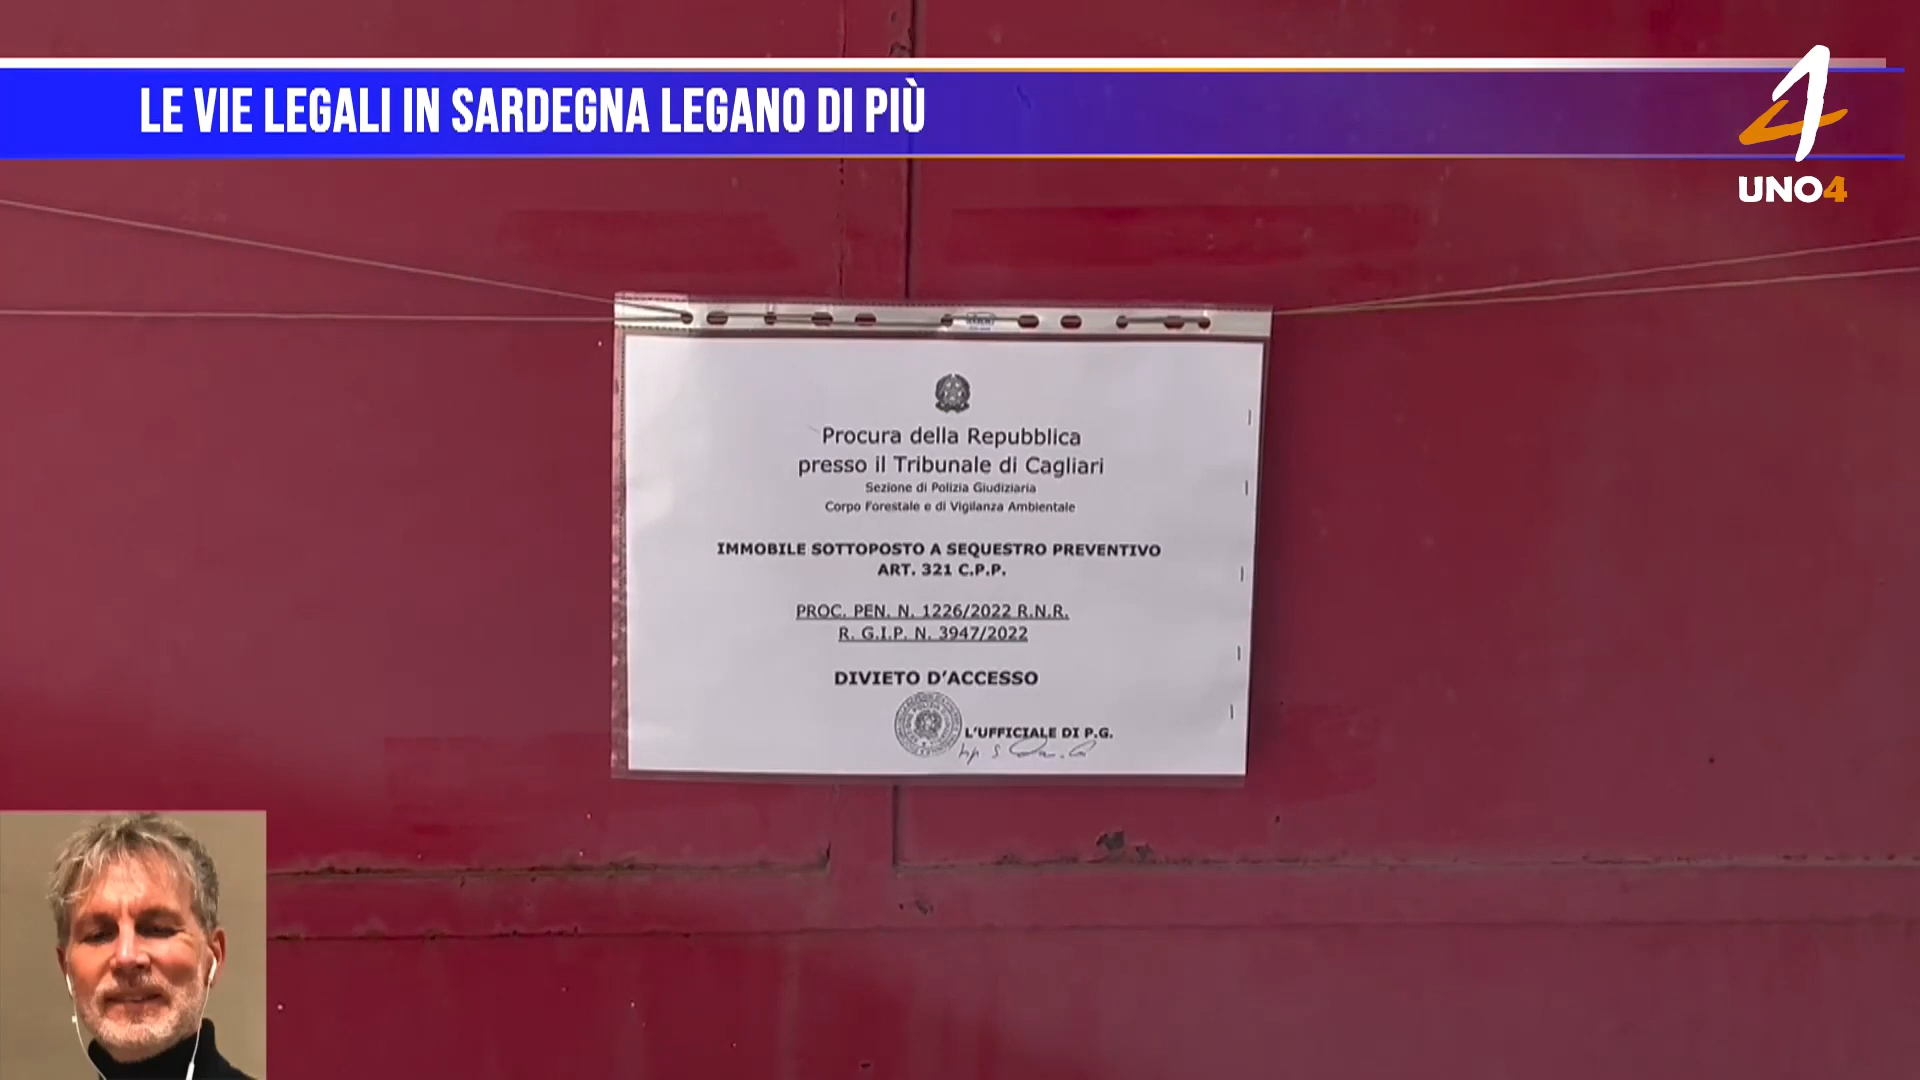 LE VIE LEGALI IN SARDEGNA LEGANO DI PIÙ
UNO4
Procura della Repubblica
presso il Tribunale di Cagliari
Sezione di Polizia Giudiziaria
Corpo Forestale e di Vigilanza Ambientale
IMMOBILE SOTTOPOSTO A SEQUESTRO PREVENTIVO
ART. 321 C.P.P.
PROC. PEN. N. 1226/2022 R.N.R.
R. G.I.P. N. 3947/2022
DIVIETO D'ACCESSO
L'UFFICIALE DI P.G.